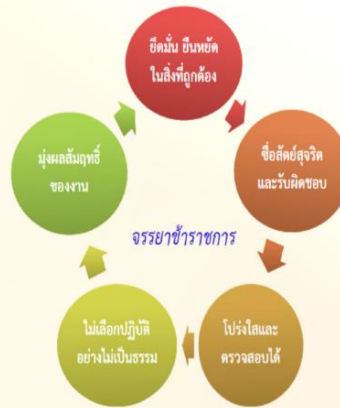 ยึดมั่น ยืนหยัด
ในสิ่งที่ถูกต้อง
ซื่อสัตย์สุจริต
และรับผิดชอบ
โปร่งใสและ
ตรวจสอบได้
ไม่เลือกปฏิบัติ
อย่างไม่เป็นธรรม
มุ่งผลสัมฤทธิ์
ของงาน
จรรยาข้าราชการ